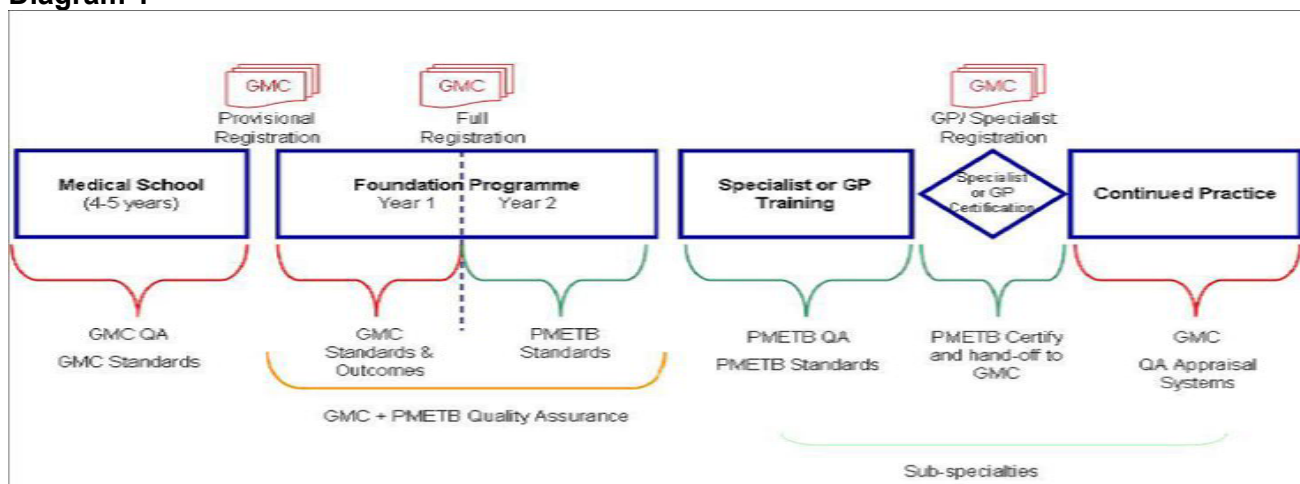 GMC
Provisional
Registration
GMC
Full
Registration
GMC
GP/ Specialist
Registration
Medical School
(4-5 years)
Foundation Programme
Year 1 Year 2
Specialist or GP
Training
Specialist
or GP
Certification
Continued Practice
GMC QA
GMC Standards
GMC
Standards &
Outcomes
PMETB
Standards
GMC + PMETB Quality Assurance
PMETB QA
PMETB Standards
PMETB Certify
and hand-off to
GMC
GMC
QA Appraisal
Systems
Sub-specialties